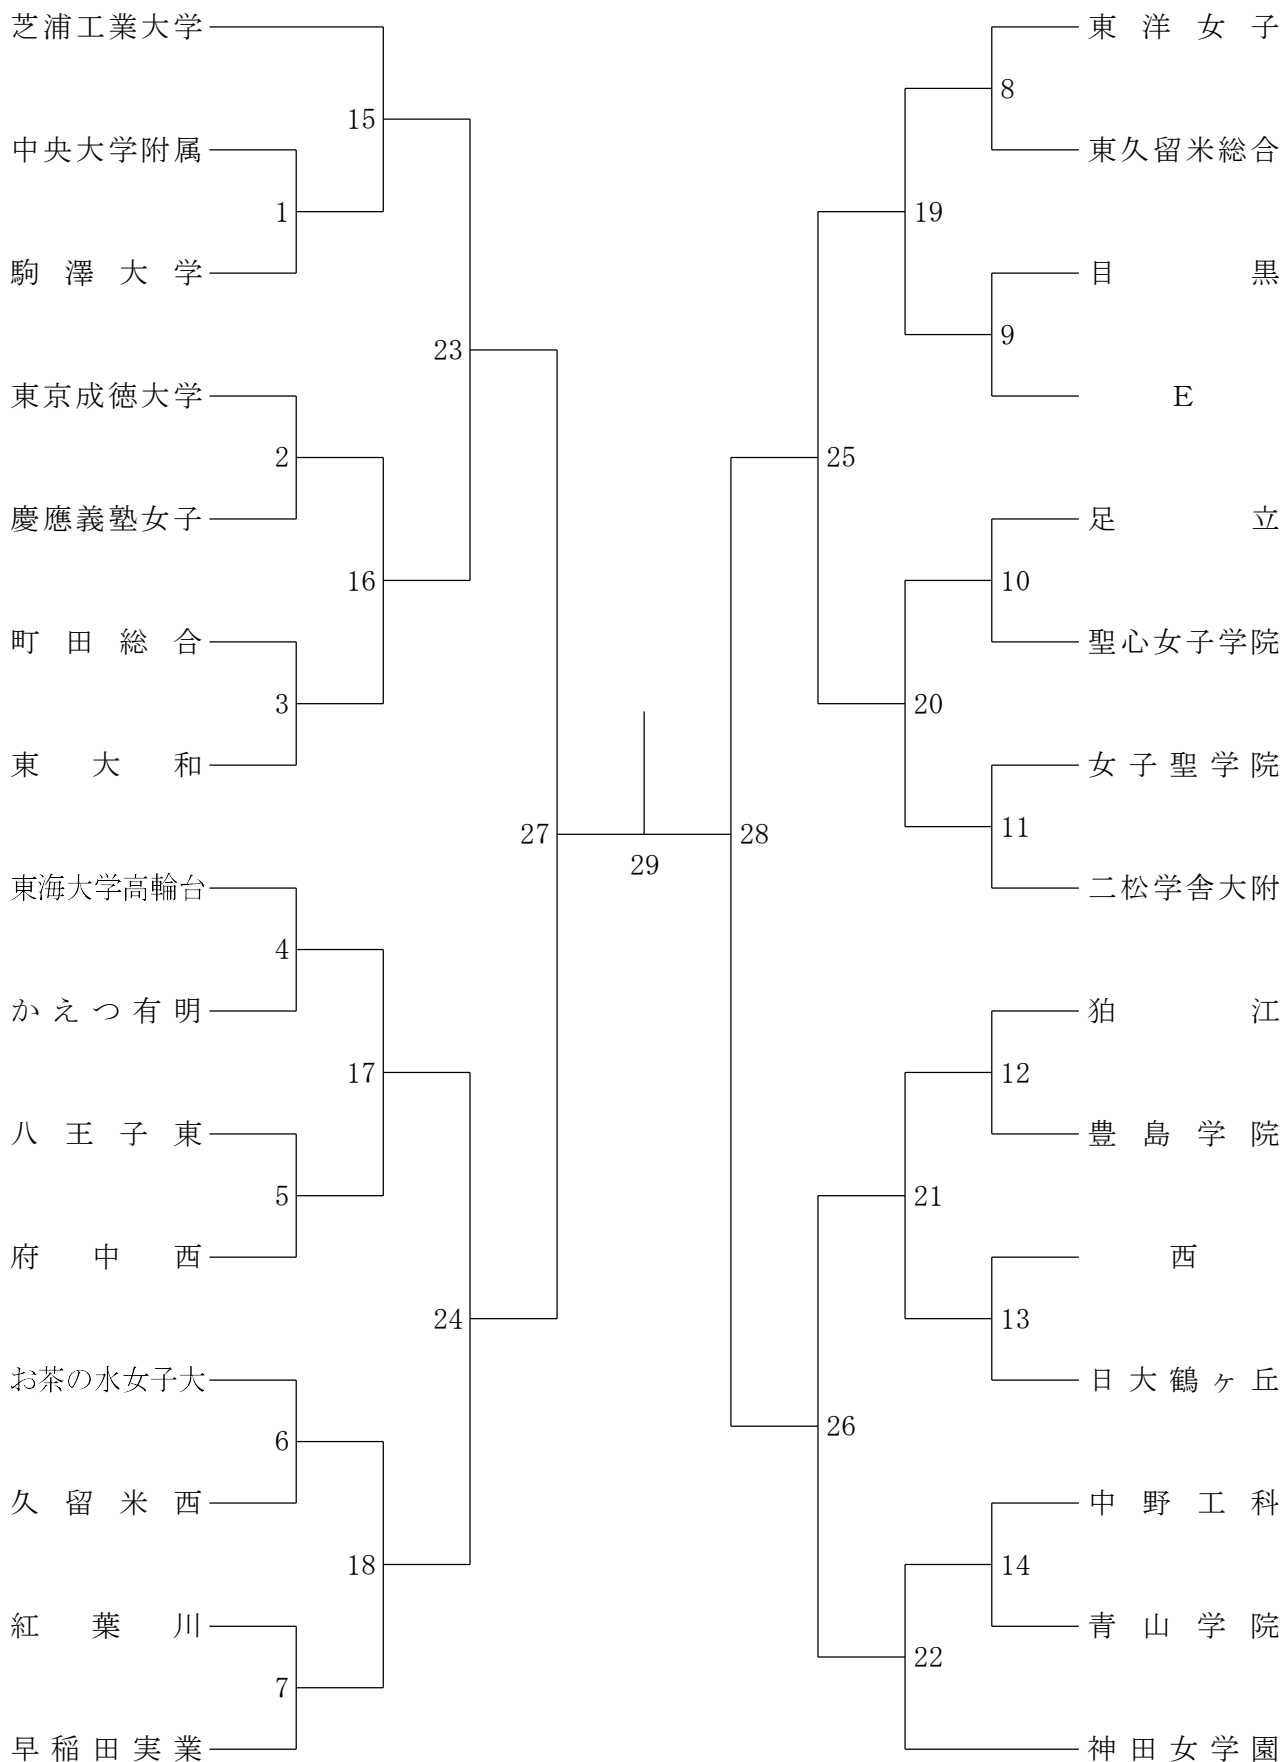 芝浦工業大学
15
中央大学附属
1
駒澤大学
23
東京成徳大学
2
慶應義塾女子
16
町田総合
3
東大和
27
東海大学高輪台
4
かえつ有明
17
八王子東
5
府中西
24
お茶の水女子大
6
久留米西
18
紅葉川
7
早稲田実業
29
東洋女子
8
東久留米総合
19
目黒
9
E
25
足立
10
聖心女子学院
20
女子聖学院
11
二松学舎大附
28
狛江
12
豊島学院
21
西
13
日大鶴ヶ丘
26
中野工科
14
青山学院
22
神田女学園